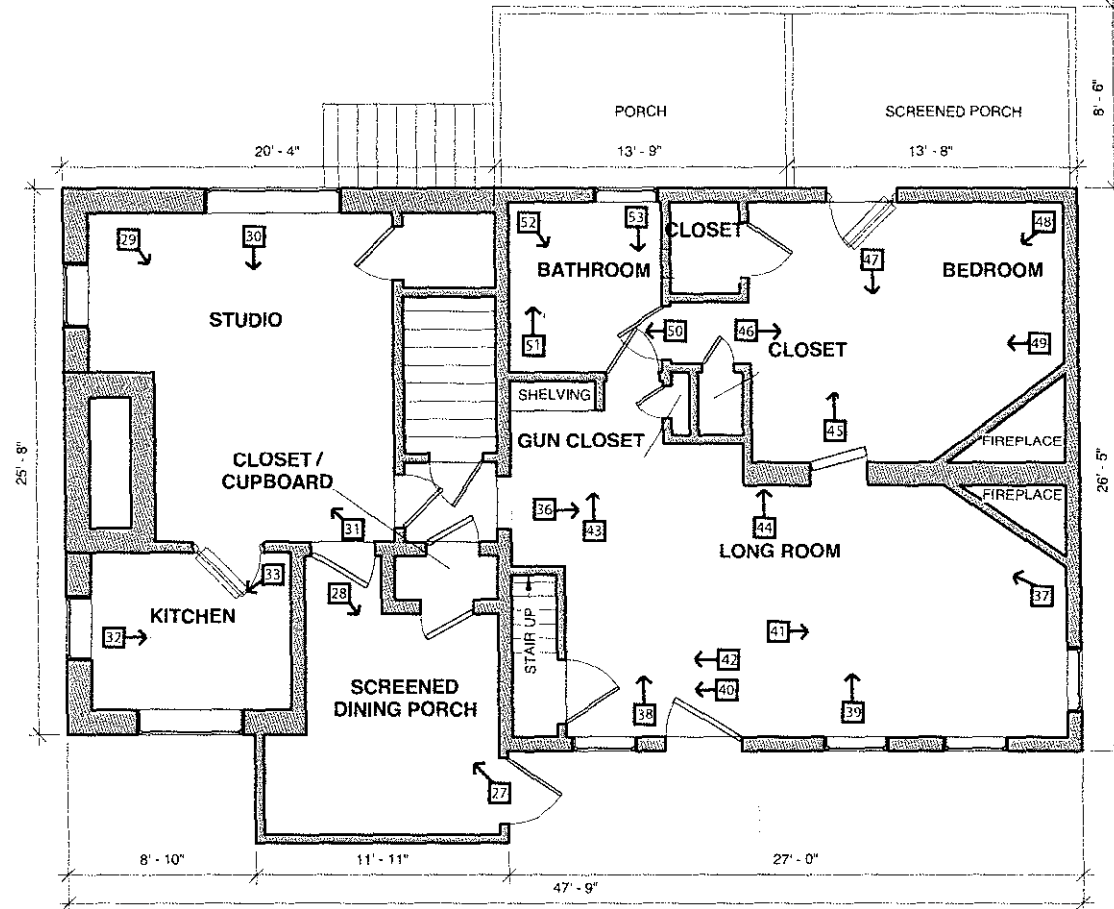 PORCH
SCREENED PORCH
8' - 6"
20' - 4"
13' - 9"
13' - 8"
29
30
52
53
CLOSET
48
47
BATHROOM
BEDROOM
STUDIO
51
50
46
49
CLOSET
SHELVING
45
GUN CLOSET
FIREPLACE
25' - 8"
CLOSET /
CUPBOARD
26' - 5"
FIREPLACE
31
36
43
44
LONG ROOM
33
28
37
KITCHEN
32
STAIR UP
41
42
40
SCREENED
DINING PORCH
38
39
27
8' - 10"
11' - 11"
27' - 0"
47' - 9"